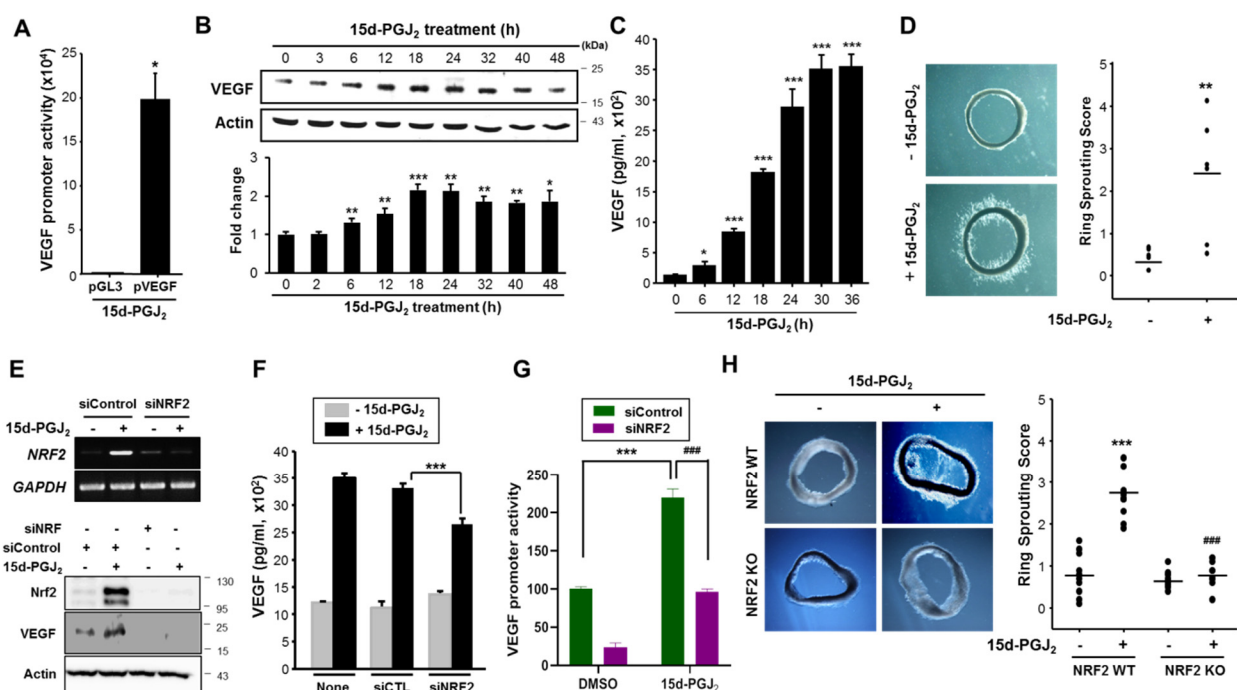 A
VEGF promoter activity (x10⁴)
25
20
15
10
5
0
*
pGL3 pVEGF
15d-PGJ₂
B
15d-PGJ₂ treatment (h)
0 3 6 12 18 24 32 40 48 (kDa)
VEGF
25
15
Actin
43
Fold change
3
2
1
0
** ** *** ** ** ** *
0 2 6 12 18 24 32 40 48
15d-PGJ₂ treatment (h)
C
VEGF (pg/ml, x10²)
40
35
30
25
20
15
10
5
0
* *** *** *** *** ***
0 6 12 18 24 30 36
15d-PGJ₂ (h)
D
- 15d-PGJ₂
+ 15d-PGJ₂
Ring Sprouting Score
5
4
3
2
1
0
**
15d-PGJ₂ - +
E
siControl siNRF2
15d-PGJ₂ - + - +
NRF2
GAPDH
siNRF - - + +
siControl + + - -
15d-PGJ₂ - + - +
Nrf2
130
95
VEGF
25
15
Actin
43
F
- 15d-PGJ₂
+ 15d-PGJ₂
VEGF (pg/ml, x10²)
40
35
30
25
20
15
10
5
0
***
None siCTL siNRF2
G
siControl
siNRF2
VEGF promoter activity
250
200
150
100
50
0
*** ###
DMSO 15d-PGJ₂
H
15d-PGJ₂
- +
NRF2 WT
NRF2 KO
Ring Sprouting Score
5
4
3
2
1
0
***
###
15d-PGJ₂ - + - +
NRF2 WT NRF2 KO